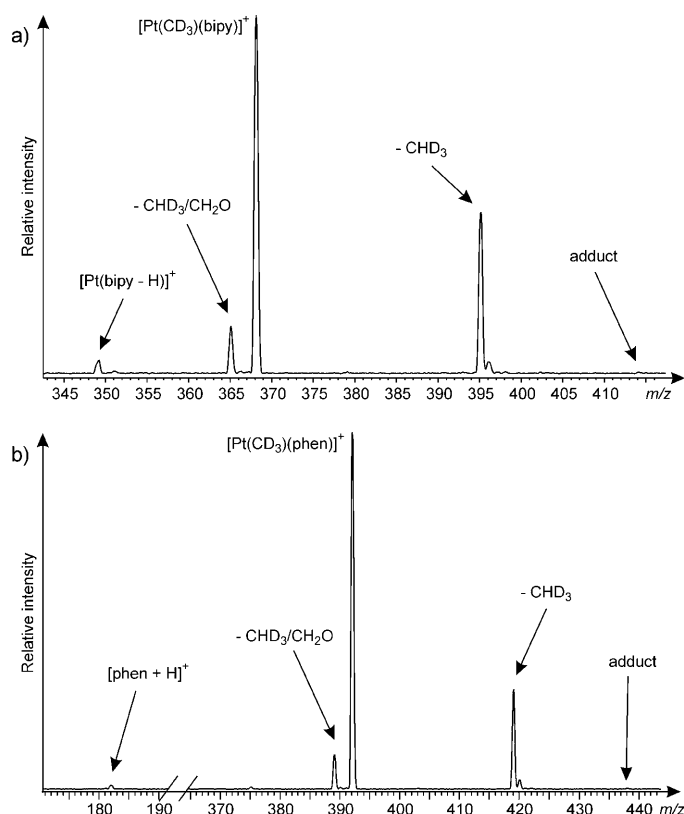 a)
[Pt(CD₃)(bipy)]⁺
- CHD₃
- CHD₃/CH₂O
adduct
[Pt(bipy - H)]⁺
Relative intensity
345 350 355 360 365 370 375 380 385 390 395 400 405 410 m/z
b)
[Pt(CD₃)(phen)]⁺
- CHD₃
- CHD₃/CH₂O
adduct
[phen + H]⁺
Relative intensity
180 190 370 380 390 400 410 420 430 440 m/z